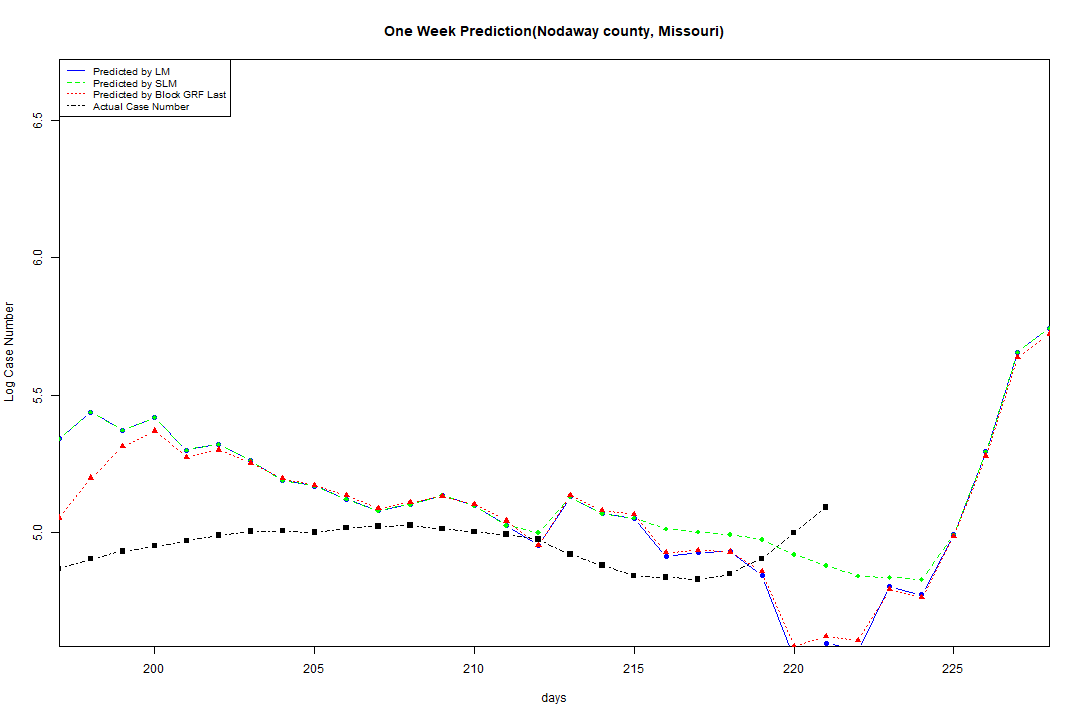 One Week Prediction(Nodaway county, Missouri)
Predicted by LM
Predicted by SLM
Predicted by Block GRF Last
Actual Case Number
6.5
6.0
5.5
5.0
Log Case Number
200 205 210 215 220 225
days